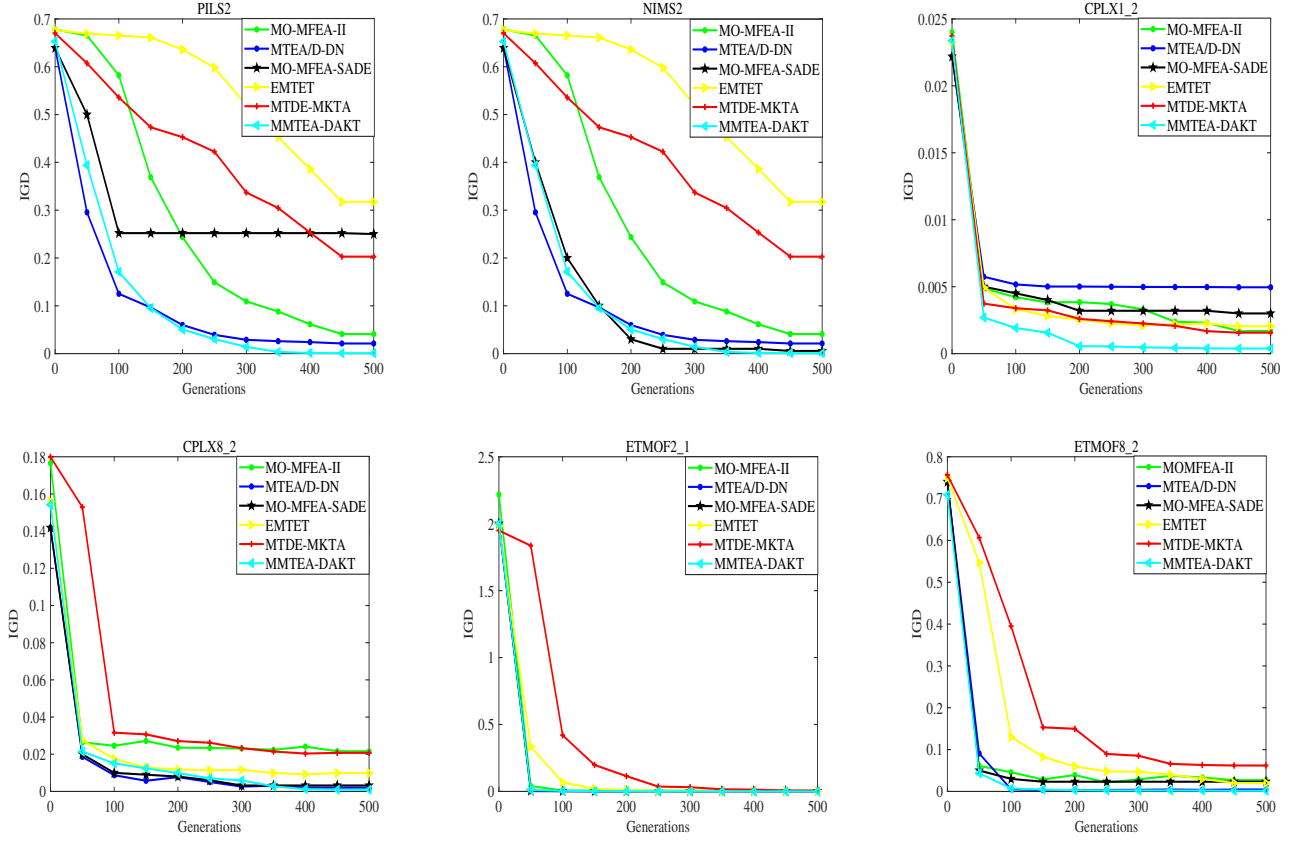 PILS2
0.7
0.6
0.5
0.4
0.3
0.2
0.1
0
IGD
0 100 200 300 400 500
Generations
MO-MFEA-II
MTEA/D-DN
MO-MFEA-SADE
EMTET
MTDE-MKTA
MMTEA-DAKT
NIMS2
0.7
0.6
0.5
0.4
0.3
0.2
0.1
0
IGD
0 100 200 300 400 500
Generations
MO-MFEA-II
MTEA/D-DN
MO-MFEA-SADE
EMTET
MTDE-MKTA
MMTEA-DAKT
CPLX1_2
0.025
0.02
0.015
0.01
0.005
0
IGD
0 100 200 300 400 500
Generations
MO-MFEA-II
MTEA/D-DN
MO-MFEA-SADE
EMTET
MTDE-MKTA
MMTEA-DAKT
CPLX8_2
0.18
0.16
0.14
0.12
0.1
0.08
0.06
0.04
0.02
0
IGD
0 100 200 300 400 500
Generations
MO-MFEA-II
MTEA/D-DN
MO-MFEA-SADE
EMTET
MTDE-MKTA
MMTEA-DAKT
ETMOF2_1
2.5
2
1.5
1
0.5
0
IGD
0 100 200 300 400 500
Generations
MO-MFEA-II
MTEA/D-DN
MO-MFEA-SADE
EMTET
MTDE-MKTA
MMTEA-DAKT
ETMOF8_2
0.8
0.7
0.6
0.5
0.4
0.3
0.2
0.1
0
IGD
0 100 200 300 400 500
Generations
MOMFEA-II
MTEA/D-DN
MO-MFEA-SADE
EMTET
MTDE-MKTA
MMTEA-DAKT